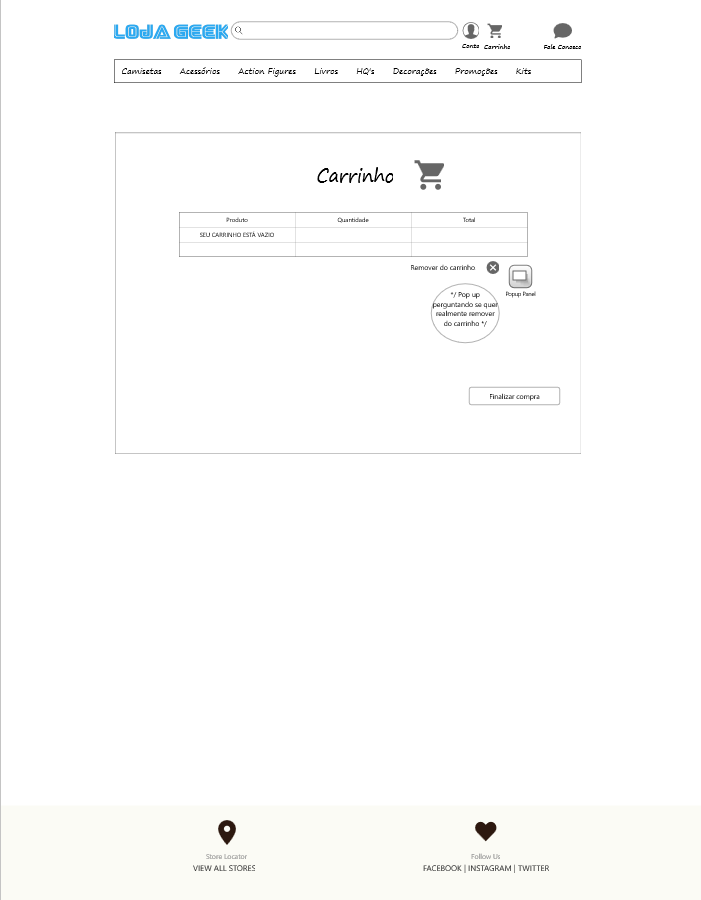 LOJA GEEK
Conta Carrinho Fale Conosco
Camisetas Acessórios Action Figures Livros HQ's Decorações Promoções Kits
Carrinho
Produto Quantidade Total
SEU CARRINHO ESTÁ VAZIO
Remover do carrinho
Popup Panel
*/ Pop up
perguntando se quer
realmente remover
do carrinho */
Finalizar compra
Store Locator Follow Us
VIEW ALL STORES FACEBOOK | INSTAGRAM | TWITTER